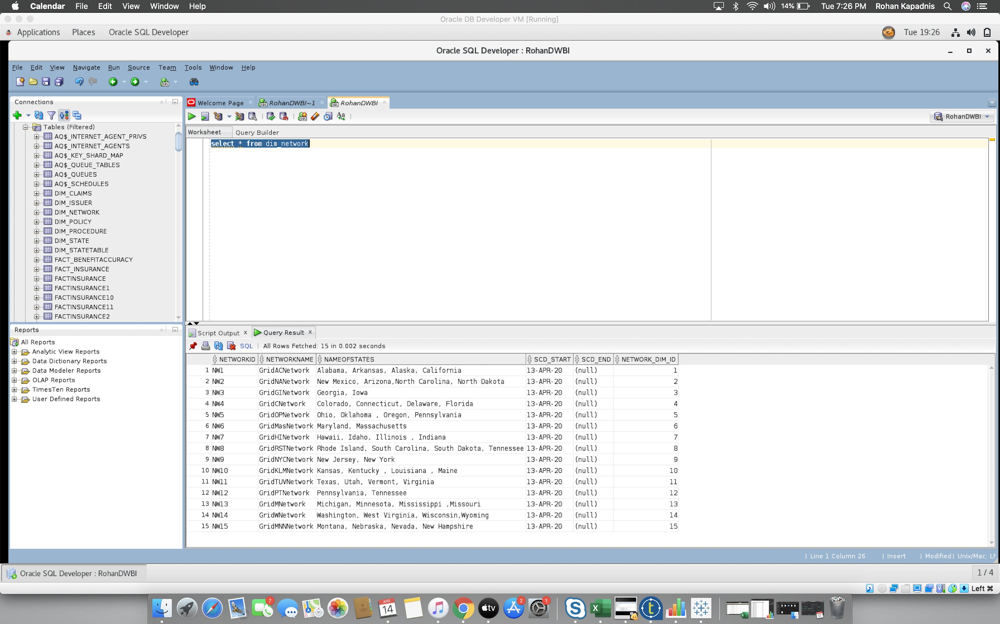 Calendar File Edit View Window Help 14% Tue 7:26 PM Rohan Kapadnis
Oracle DB Developer VM [Running]
Applications Places Oracle SQL Developer Tue 19:26
Oracle SQL Developer : RohanDWBI
File Edit View Navigate Run Source Team Tools Window Help
Connections
Tables (Filtered)
AQ$_INTERNET_AGENT_PRIVS
AQ$_INTERNET_AGENTS
AQ$_KEY_SHARD_MAP
AQ$_QUEUE_TABLES
AQ$_QUEUES
AQ$_SCHEDULES
DIM_CLAIMS
DIM_ISSUER
DIM_NETWORK
DIM_POLICY
DIM_PROCEDURE
DIM_STATE
DIM_STATETABLE
FACT_BENEFITACCURACY
FACT_INSURANCE
FACTINSURANCE
FACTINSURANCE1
FACTINSURANCE10
FACTINSURANCE11
FACTINSURANCE2
Reports
All Reports
Analytic View Reports
Data Dictionary Reports
Data Modeler Reports
OLAP Reports
TimesTen Reports
User Defined Reports
Welcome Page RohanDWBI~1 RohanDWBI
RohanDWBI
Worksheet Query Builder
select * from dim_network
Script Output Query Result
SQL | All Rows Fetched: 15 in 0.002 seconds
NETWORKID NETWORKNAME NAMEOFSTATES SCD_START SCD_END NETWORK_DIM_ID
1 NW1 GridACNetwork Alabama, Arkansas, Alaska, California 13-APR-20 (null) 1
2 NW2 GridNANetwork New Mexico, Arizona,North Carolina, North Dakota 13-APR-20 (null) 2
3 NW3 GridGINetwork Georgia, Iowa 13-APR-20 (null) 3
4 NW4 GridCNetwork Colorado, Connecticut, Delaware, Florida 13-APR-20 (null) 4
5 NW5 GridOPNetwork Ohio, Oklahoma , Oregon, Pennsylvania 13-APR-20 (null) 5
6 NW6 GridMasNetwork Maryland, Massachusetts 13-APR-20 (null) 6
7 NW7 GridHINetwork Hawaii, Idaho, Illinois , Indiana 13-APR-20 (null) 7
8 NW8 GridRSTNetwork Rhode Island, South Carolina, South Dakota, Tennessee 13-APR-20 (null) 8
9 NW9 GridNYCNetwork New Jersey, New York 13-APR-20 (null) 9
10 NW10 GridKLMNetwork Kansas, Kentucky , Louisiana , Maine 13-APR-20 (null) 10
11 NW11 GridTUVNetwork Texas, Utah, Vermont, Virginia 13-APR-20 (null) 11
12 NW12 GridPTNetwork Pennsylvania, Tennessee 13-APR-20 (null) 12
13 NW13 GridMNetwork Michigan, Minnesota, Mississippi ,Missouri 13-APR-20 (null) 13
14 NW14 GridWNetwork Washington, West Virginia, Wisconsin,Wyoming 13-APR-20 (null) 14
15 NW15 GridMNNNetwork Montana, Nebraska, Nevada, New Hampshire 13-APR-20 (null) 15
| Line 1 Column 26 | Insert | Modified | Unix/Mac: LF
Oracle SQL Developer : RohanDWBI 1 / 4
Left ⌘
7 APR 14 tv 2 1 S X t 17